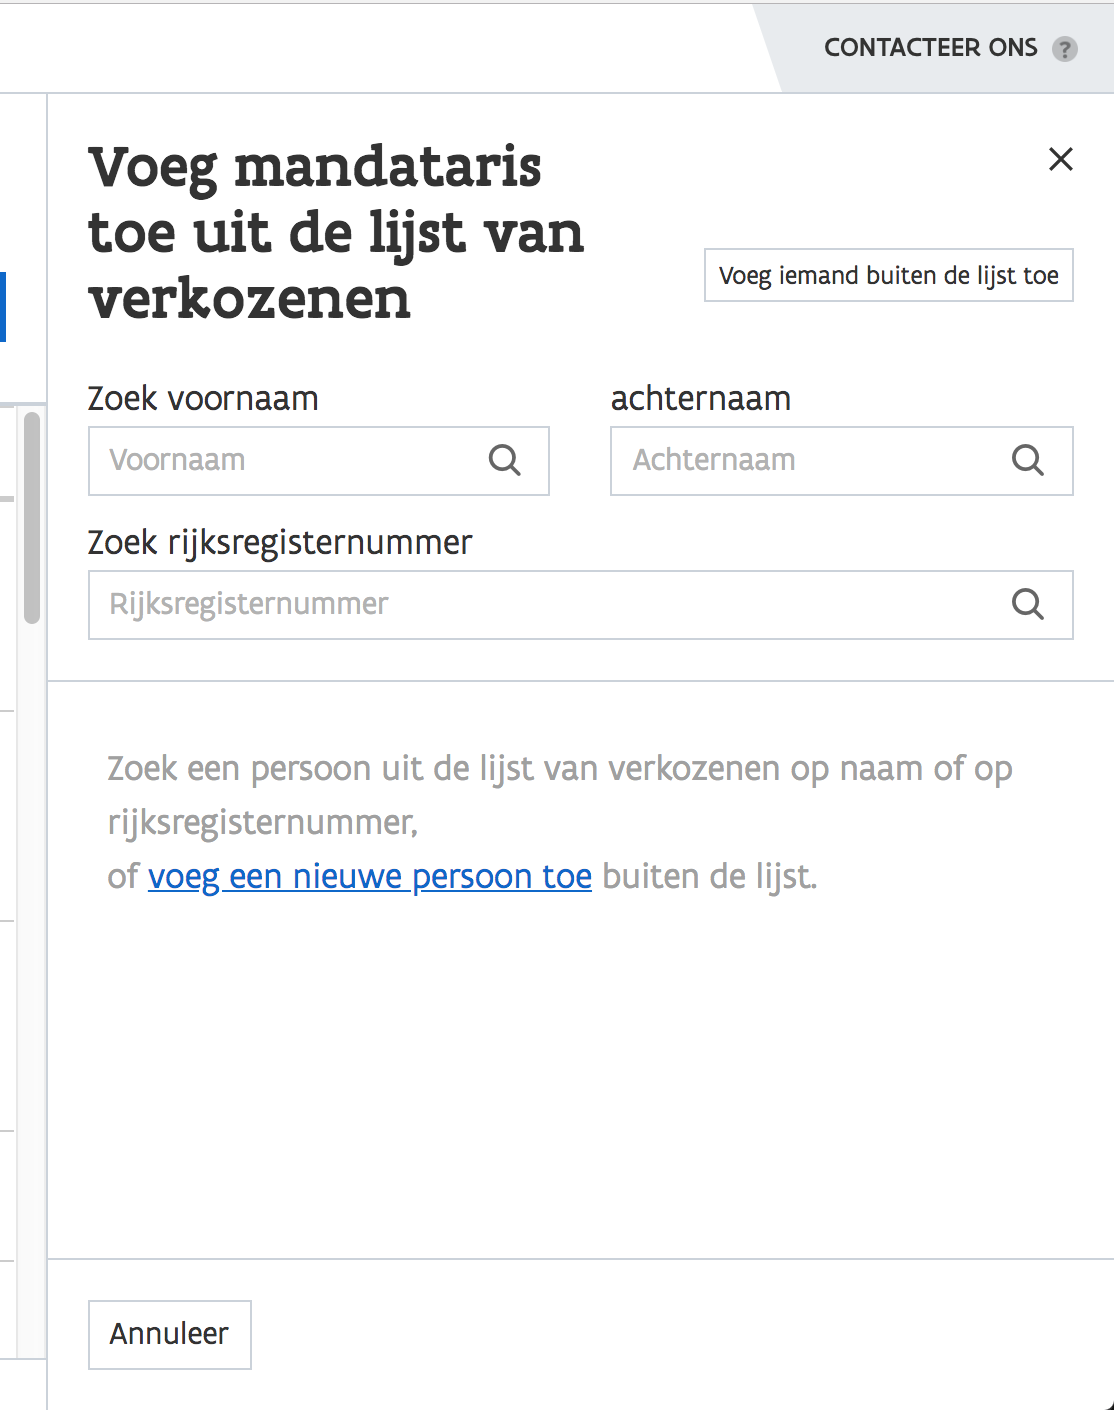 CONTACTEER ONS ?
Voeg mandataris
toe uit de lijst van
verkozenen
Voeg iemand buiten de lijst toe
Zoek voornaam
Voornaam
achternaam
Achternaam
Zoek rijksregisternummer
Rijksregisternummer
Zoek een persoon uit de lijst van verkozenen op naam of op
rijksregisternummer,
of voeg een nieuwe persoon toe buiten de lijst.
Annuleer